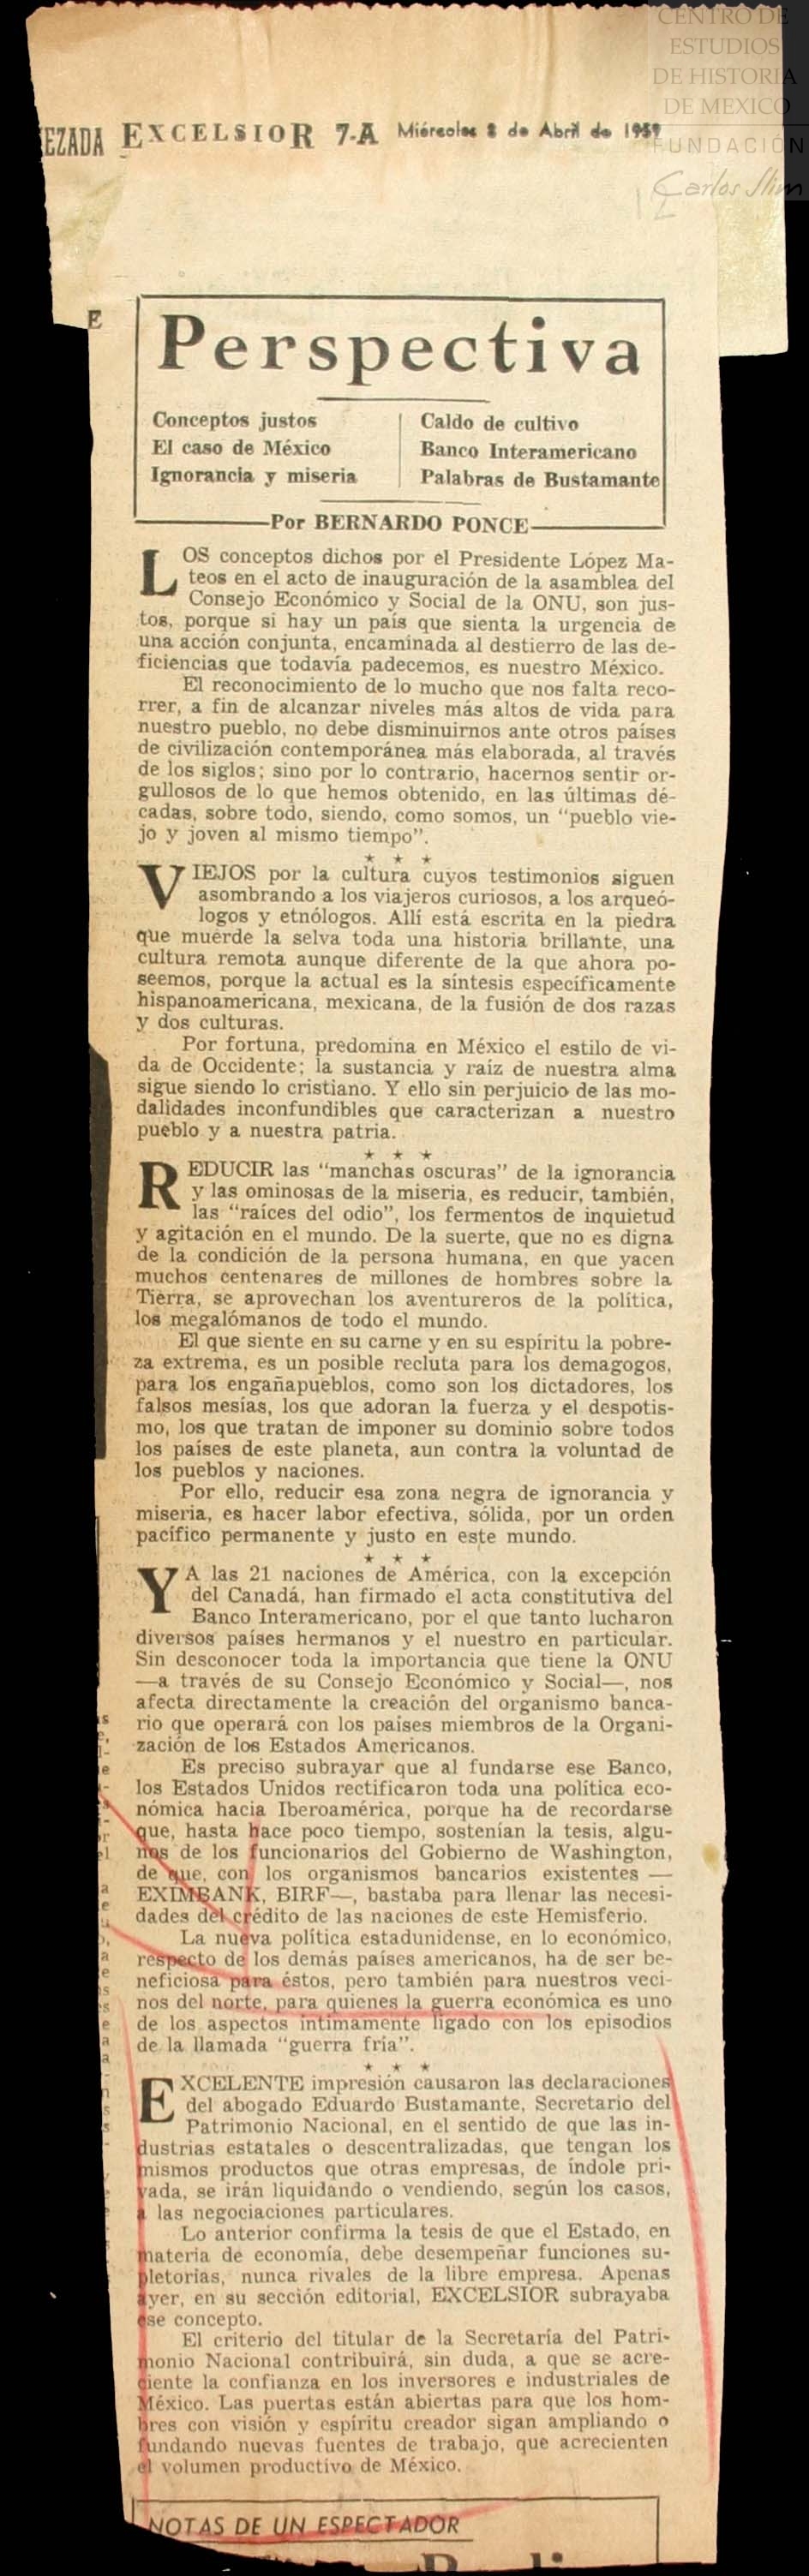 CENTRO DE
ESTUDIOS
DE HISTORIA
DE MEXICO
FUNDACIÓN
Carlos Slim
12
EZADA EXCELSIOR 7-A Miércoles 8 de Abril de 1959
E
Perspectiva
Conceptos justos
El caso de México
Ignorancia y miseria
Caldo de cultivo
Banco Interamericano
Palabras de Bustamante
Por BERNARDO PONCE
LOS conceptos dichos por el Presidente López Ma-
teos en el acto de inauguración de la asamblea del
Consejo Económico y Social de la ONU, son jus-
tos, porque si hay un país que sienta la urgencia de
una acción conjunta, encaminada al destierro de las de-
ficiencias que todavía padecemos, es nuestro México.
El reconocimiento de lo mucho que nos falta reco-
rrer, a fin de alcanzar niveles más altos de vida para
nuestro pueblo, no debe disminuirnos ante otros países
de civilización contemporánea más elaborada, al través
de los siglos; sino por lo contrario, hacernos sentir or-
gullosos de lo que hemos obtenido, en las últimas dé-
cadas, sobre todo, siendo, como somos, un "pueblo vie-
jo y joven al mismo tiempo".
★ ★ ★
VIEJOS por la cultura cuyos testimonios siguen
asombrando a los viajeros curiosos, a los arqueó-
logos y etnólogos. Allí está escrita en la piedra
que muerde la selva toda una historia brillante, una
cultura remota aunque diferente de la que ahora po-
seemos, porque la actual es la síntesis específicamente
hispanoamericana, mexicana, de la fusión de dos razas
y dos culturas.
Por fortuna, predomina en México el estilo de vi-
da de Occidente; la sustancia y raíz de nuestra alma
sigue siendo lo cristiano. Y ello sin perjuicio de las mo-
dalidades inconfundibles que caracterizan a nuestro
pueblo y a nuestra patria.
★ ★ ★
REDUCIR las "manchas oscuras" de la ignorancia
y las ominosas de la miseria, es reducir, también,
las "raíces del odio", los fermentos de inquietud
y agitación en el mundo. De la suerte, que no es digna
de la condición de la persona humana, en que yacen
muchos centenares de millones de hombres sobre la
Tierra, se aprovechan los aventureros de la política,
los megalómanos de todo el mundo.
El que siente en su carne y en su espíritu la pobre-
za extrema, es un posible recluta para los demagogos,
para los engañapueblos, como son los dictadores, los
falsos mesías, los que adoran la fuerza y el despotis-
mo, los que tratan de imponer su dominio sobre todos
los países de este planeta, aun contra la voluntad de
los pueblos y naciones.
Por ello, reducir esa zona negra de ignorancia y
miseria, es hacer labor efectiva, sólida, por un orden
pacífico permanente y justo en este mundo.
★ ★ ★
YA las 21 naciones de América, con la excepción
del Canadá, han firmado el acta constitutiva del
Banco Interamericano, por el que tanto lucharon
diversos países hermanos y el nuestro en particular.
Sin desconocer toda la importancia que tiene la ONU
—a través de su Consejo Económico y Social—, nos
afecta directamente la creación del organismo banca-
rio que operará con los países miembros de la Organi-
zación de los Estados Americanos.
Es preciso subrayar que al fundarse ese Banco,
los Estados Unidos rectificaron toda una política eco-
nómica hacia Iberoamérica, porque ha de recordarse
que, hasta hace poco tiempo, sostenían la tesis, algu-
nos de los funcionarios del Gobierno de Washington,
de que, con los organismos bancarios existentes —
EXIMBANK, BIRF—, bastaba para llenar las necesi-
dades del crédito de las naciones de este Hemisferio.
La nueva política estadunidense, en lo económico,
respecto de los demás países americanos, ha de ser be-
neficiosa para éstos, pero también para nuestros veci-
nos del norte, para quienes la guerra económica es uno
de los aspectos íntimamente ligado con los episodios
de la llamada "guerra fría".
★ ★ ★
EXCELENTE impresión causaron las declaraciones
del abogado Eduardo Bustamante, Secretario del
Patrimonio Nacional, en el sentido de que las in-
dustrias estatales o descentralizadas, que tengan los
mismos productos que otras empresas, de índole pri-
vada, se irán liquidando o vendiendo, según los casos,
a las negociaciones particulares.
Lo anterior confirma la tesis de que el Estado, en
materia de economía, debe desempeñar funciones su-
pletorias, nunca rivales de la libre empresa. Apenas
ayer, en su sección editorial, EXCELSIOR subrayaba
ese concepto.
El criterio del titular de la Secretaría del Patri-
monio Nacional contribuirá, sin duda, a que se acre-
ciente la confianza en los inversores e industriales de
México. Las puertas están abiertas para que los hom-
bres con visión y espíritu creador sigan ampliando o
fundando nuevas fuentes de trabajo, que acrecienten
el volumen productivo de México.
NOTAS DE UN ESPECTADOR